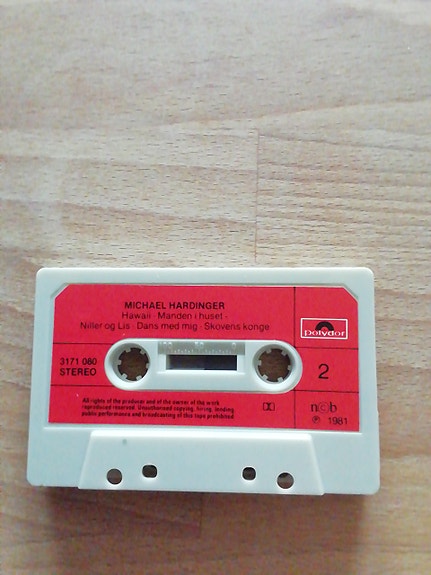 MICHAEL HARDINGER
Hawaii · Manden i huset ·
Niller og Lis · Dans med mig · Skovens konge
polydor
3171 080
STEREO
2
All rights of the producer and of the owner of the work
reproduced reserved. Unauthorised copying, hiring, lending,
public performance and broadcasting of this tape prohibited
n©b
℗ 1981